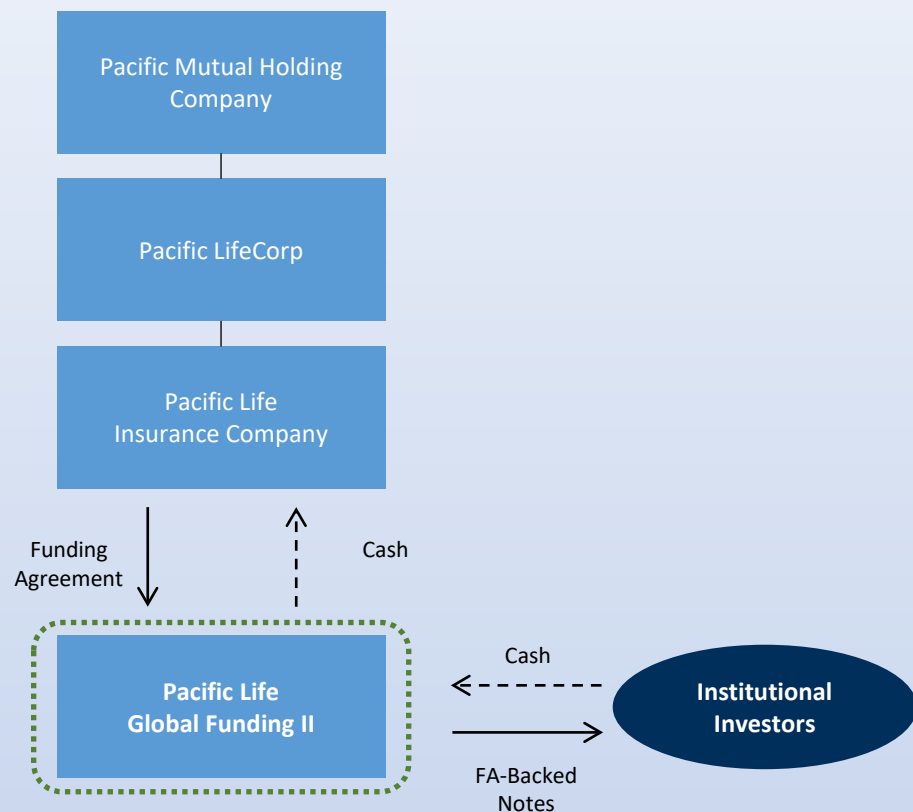 Pacific Mutual Holding
Company
Pacific LifeCorp
Pacific Life
Insurance Company
Funding
Agreement
Cash
Pacific Life
Global Funding II
Cash
FA-Backed
Notes
Institutional
Investors